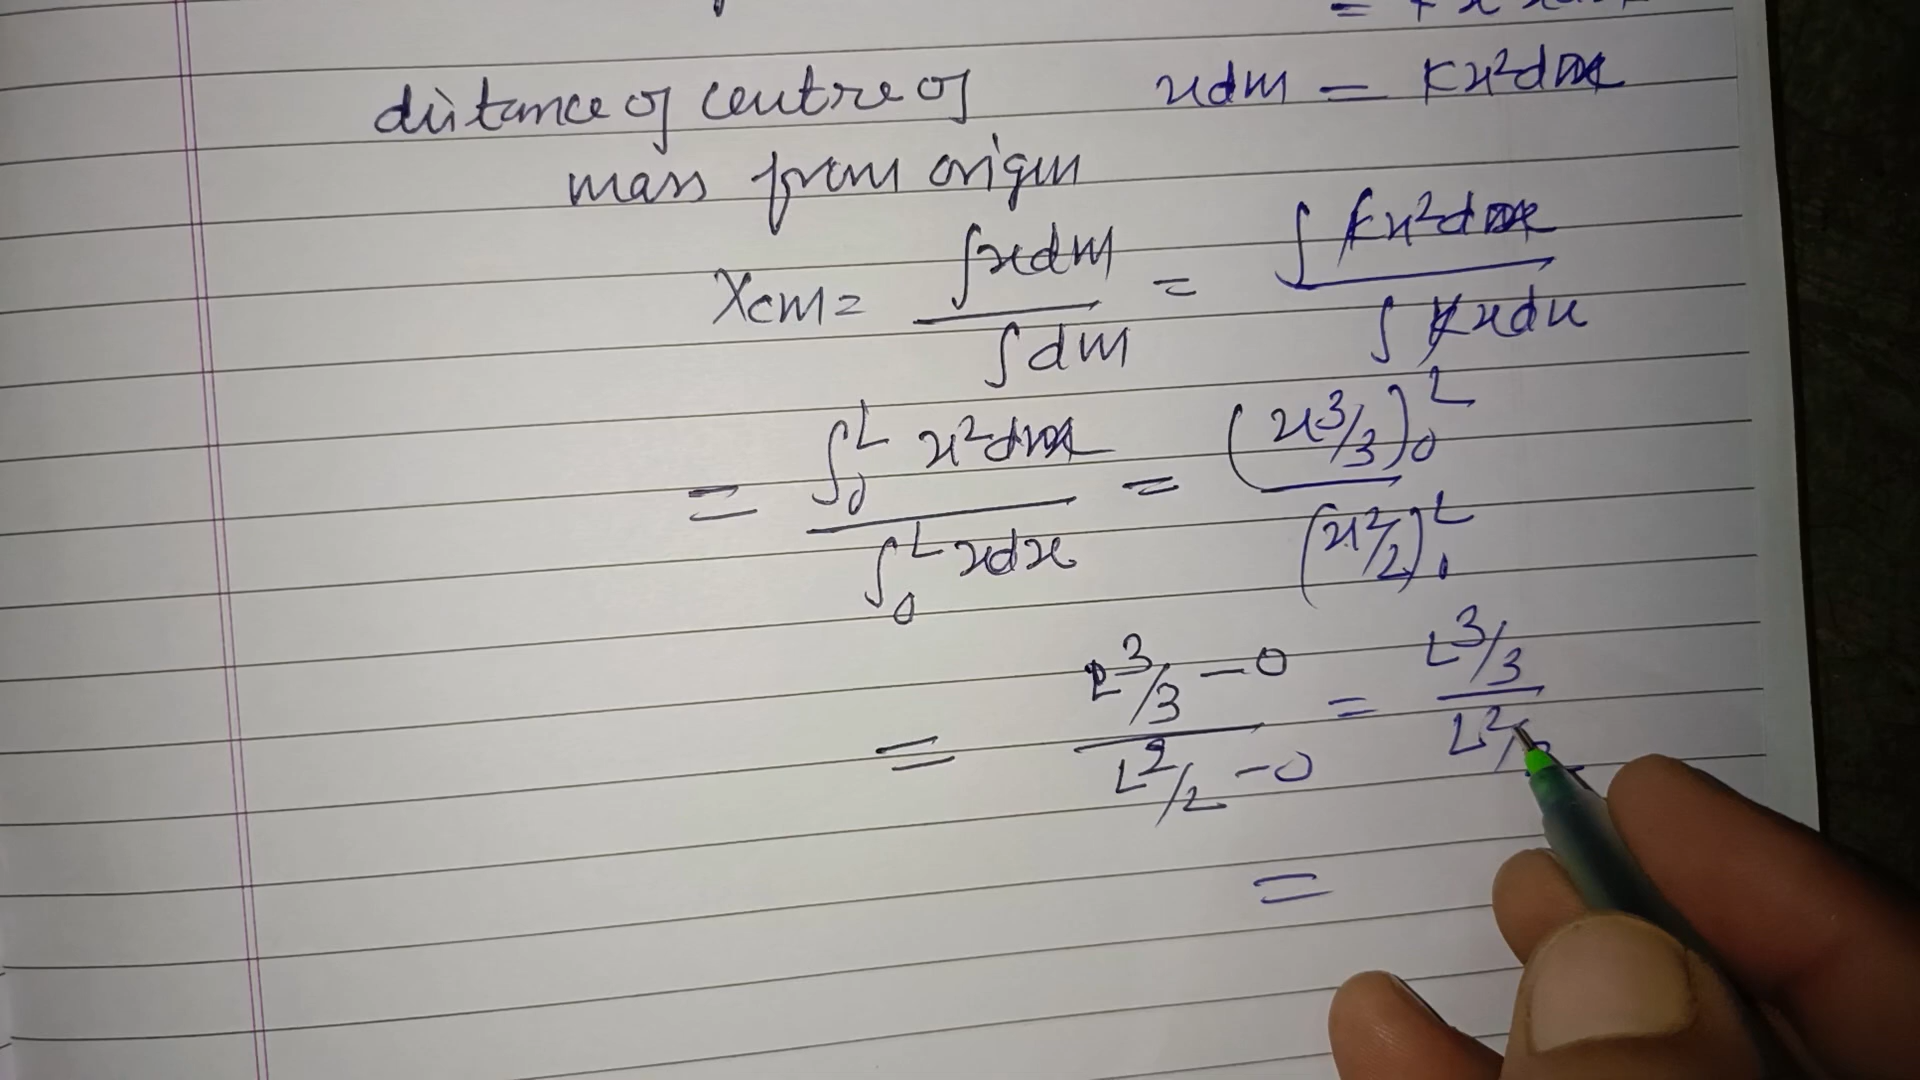 distance of centre of xdm = Kx²dx
mass from origin
Xcm = ∫xdm / ∫dm = ∫Kx²dx / ∫Kxdx
= ∫₀ᴸ x²dx / ∫₀ᴸ xdx = (x³/3)₀ᴸ / (x²/2)₀ᴸ
= L³/3 - 0 / L²/2 - 0 = L³/3 / L²/2
=